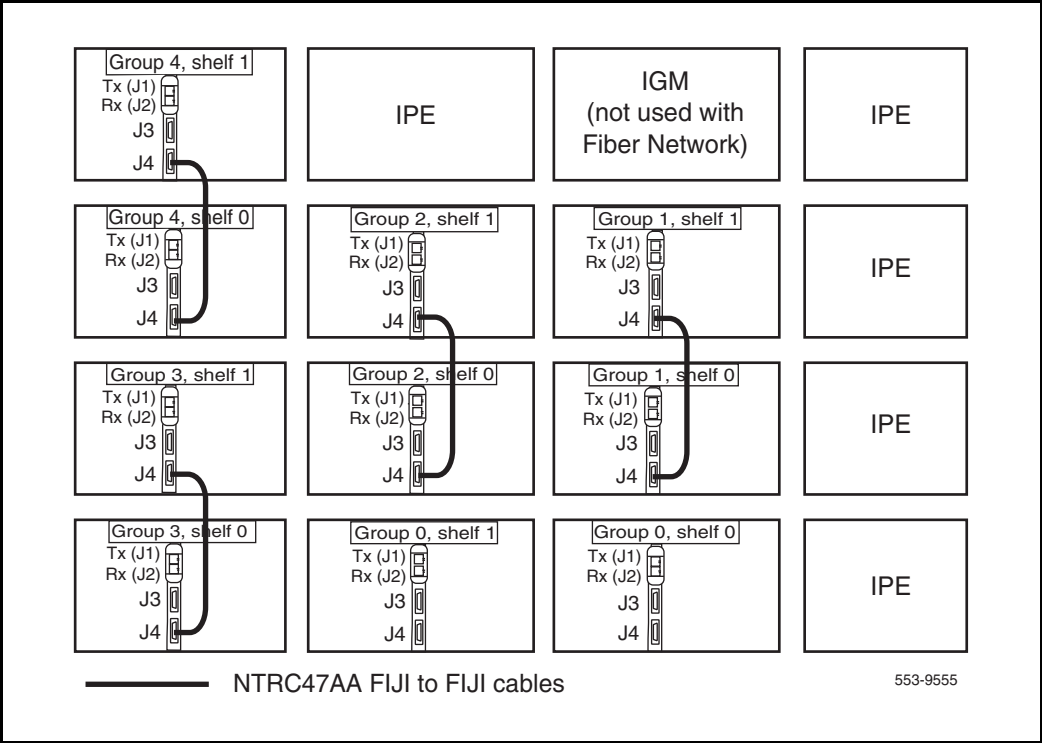 Group 4, shelf 1
Tx (J1)
Rx (J2)
J3
J4
IPE
IGM
(not used with
Fiber Network)
IPE
Group 4, shelf 0
Tx (J1)
Rx (J2)
J3
J4
Group 2, shelf 1
Tx (J1)
Rx (J2)
J3
J4
Group 1, shelf 1
Tx (J1)
Rx (J2)
J3
J4
IPE
Group 3, shelf 1
Tx (J1)
Rx (J2)
J3
J4
Group 2, shelf 0
Tx (J1)
Rx (J2)
J3
J4
Group 1, shelf 0
Tx (J1)
Rx (J2)
J3
J4
IPE
Group 3, shelf 0
Tx (J1)
Rx (J2)
J3
J4
Group 0, shelf 1
Tx (J1)
Rx (J2)
J3
J4
Group 0, shelf 0
Tx (J1)
Rx (J2)
J3
J4
IPE
NTRC47AA FIJI to FIJI cables
553-9555